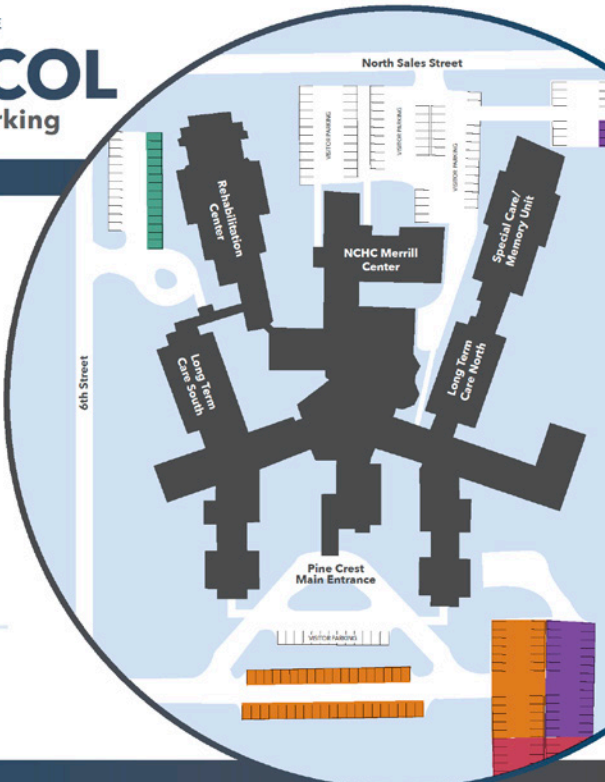 COL
rking
North Sales Street
VISITOR PARKING
VISITOR PARKING
VISITOR PARKING
Rehabilitation
Center
NCHC Merrill
Center
Special Care/
Memory Unit
Long Term
Care South
Long Term
Care North
6th Street
Pine Crest
Main Entrance
VISITOR PARKING